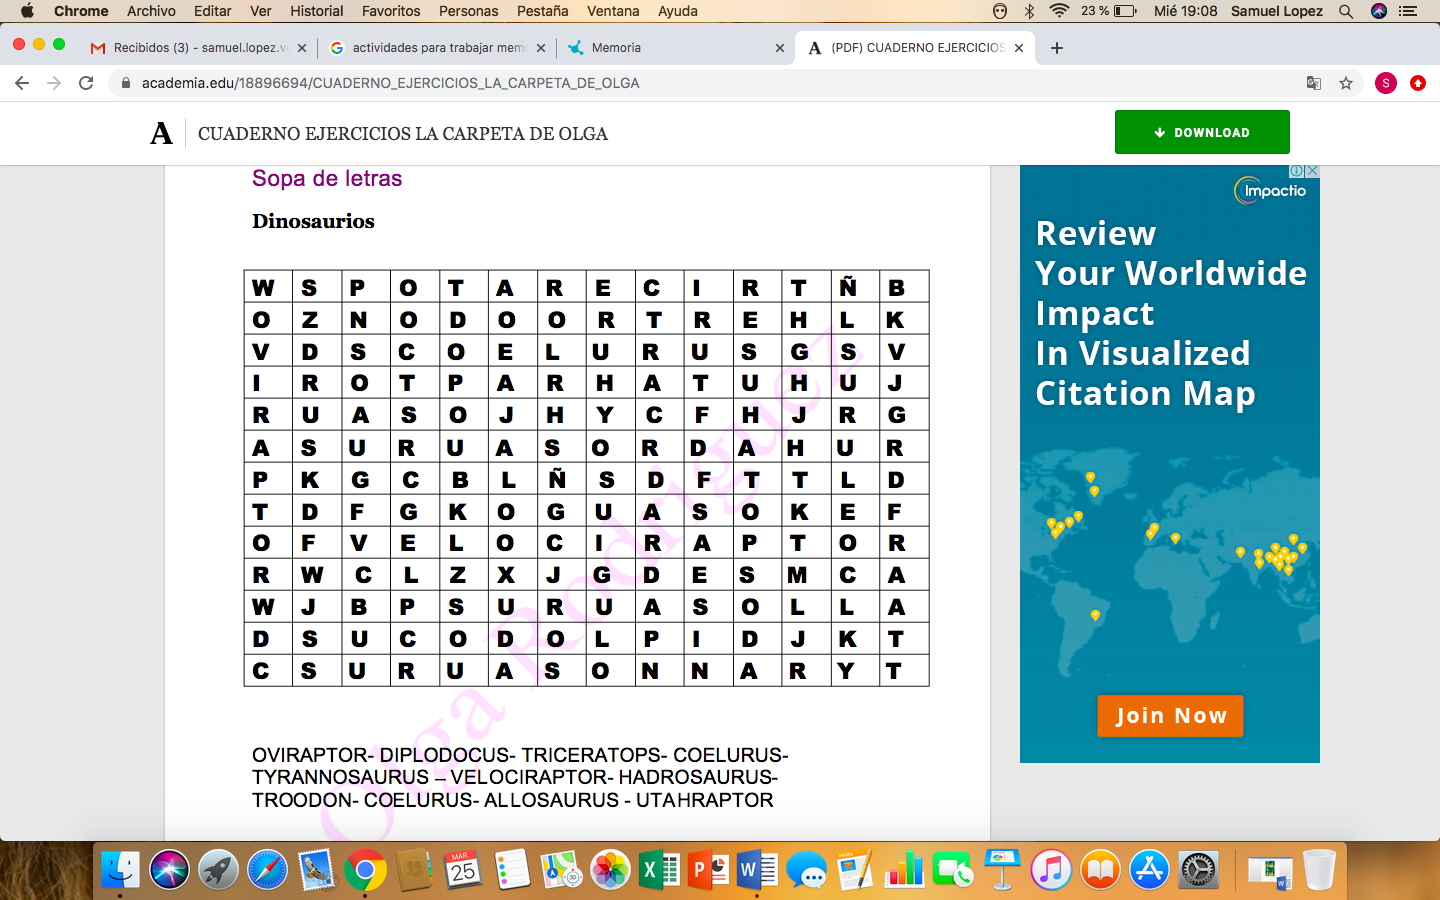 Chrome Archivo Editar Ver Historial Favoritos Personas Pestaña Ventana Ayuda 23 % Mié 19:08 Samuel Lopez
Recibidos (3) - samuel.lopez.v actividades para trabajar mem Memoria (PDF) CUADERNO EJERCICIOS
academia.edu/18896694/CUADERNO_EJERCICIOS_LA_CARPETA_DE_OLGA S
A CUADERNO EJERCICIOS LA CARPETA DE OLGA DOWNLOAD
Sopa de letras
Dinosaurios
W S P O T A R E C I R T Ñ B
O Z N O D O O R T R E H L K
V D S C O E L U R U S G S V
I R O T P A R H A T U H U J
R U A S O J H Y C F H J R G
A S U R U A S O R D A H U R
P K G C B L Ñ S D F T T L D
T D F G K O G U A S O K E F
O F V E L O C I R A P T O R
R W C L Z X J G D E S M C A
W J B P S U R U A S O L L A
D S U C O D O L P I D J K T
C S U R U A S O N N A R Y T
OVIRAPTOR- DIPLODOCUS- TRICERATOPS- COELURUS-
TYRANNOSAURUS – VELOCIRAPTOR- HADROSAURUS-
TROODON- COELURUS- ALLOSAURUS - UTAHRAPTOR
Olga Rodriguez
Impactio
Review
Your Worldwide
Impact
In Visualized
Citation Map
Join Now
MAR.
25